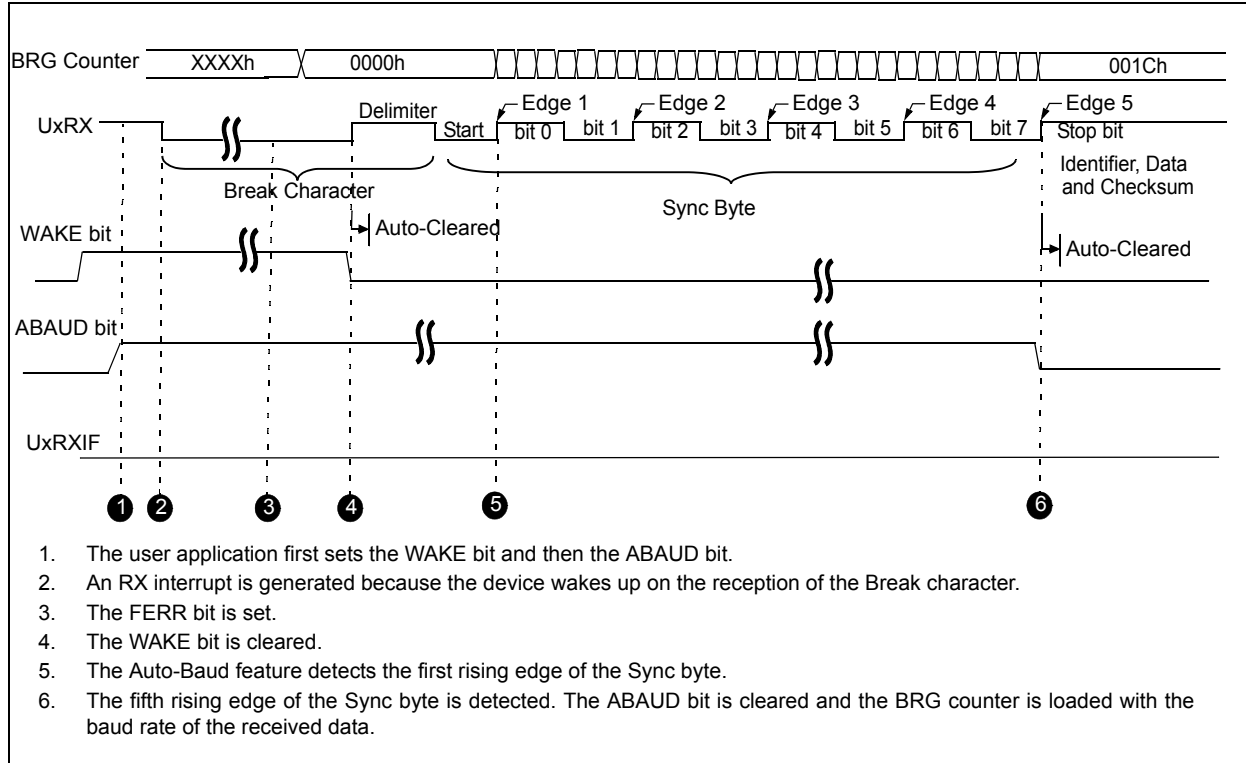 BRG Counter XXXXh 0000h 001Ch
UxRX Delimiter Start Edge 1 Edge 2 Edge 3 Edge 4 Edge 5
bit 0 bit 1 bit 2 bit 3 bit 4 bit 5 bit 6 bit 7 Stop bit
Identifier, Data
and Checksum
Break Character
Sync Byte
Auto-Cleared
WAKE bit
Auto-Cleared
ABAUD bit
UxRXIF
1 2 3 4 5 6
1. The user application first sets the WAKE bit and then the ABAUD bit.
2. An RX interrupt is generated because the device wakes up on the reception of the Break character.
3. The FERR bit is set.
4. The WAKE bit is cleared.
5. The Auto-Baud feature detects the first rising edge of the Sync byte.
6. The fifth rising edge of the Sync byte is detected. The ABAUD bit is cleared and the BRG counter is loaded with the
baud rate of the received data.